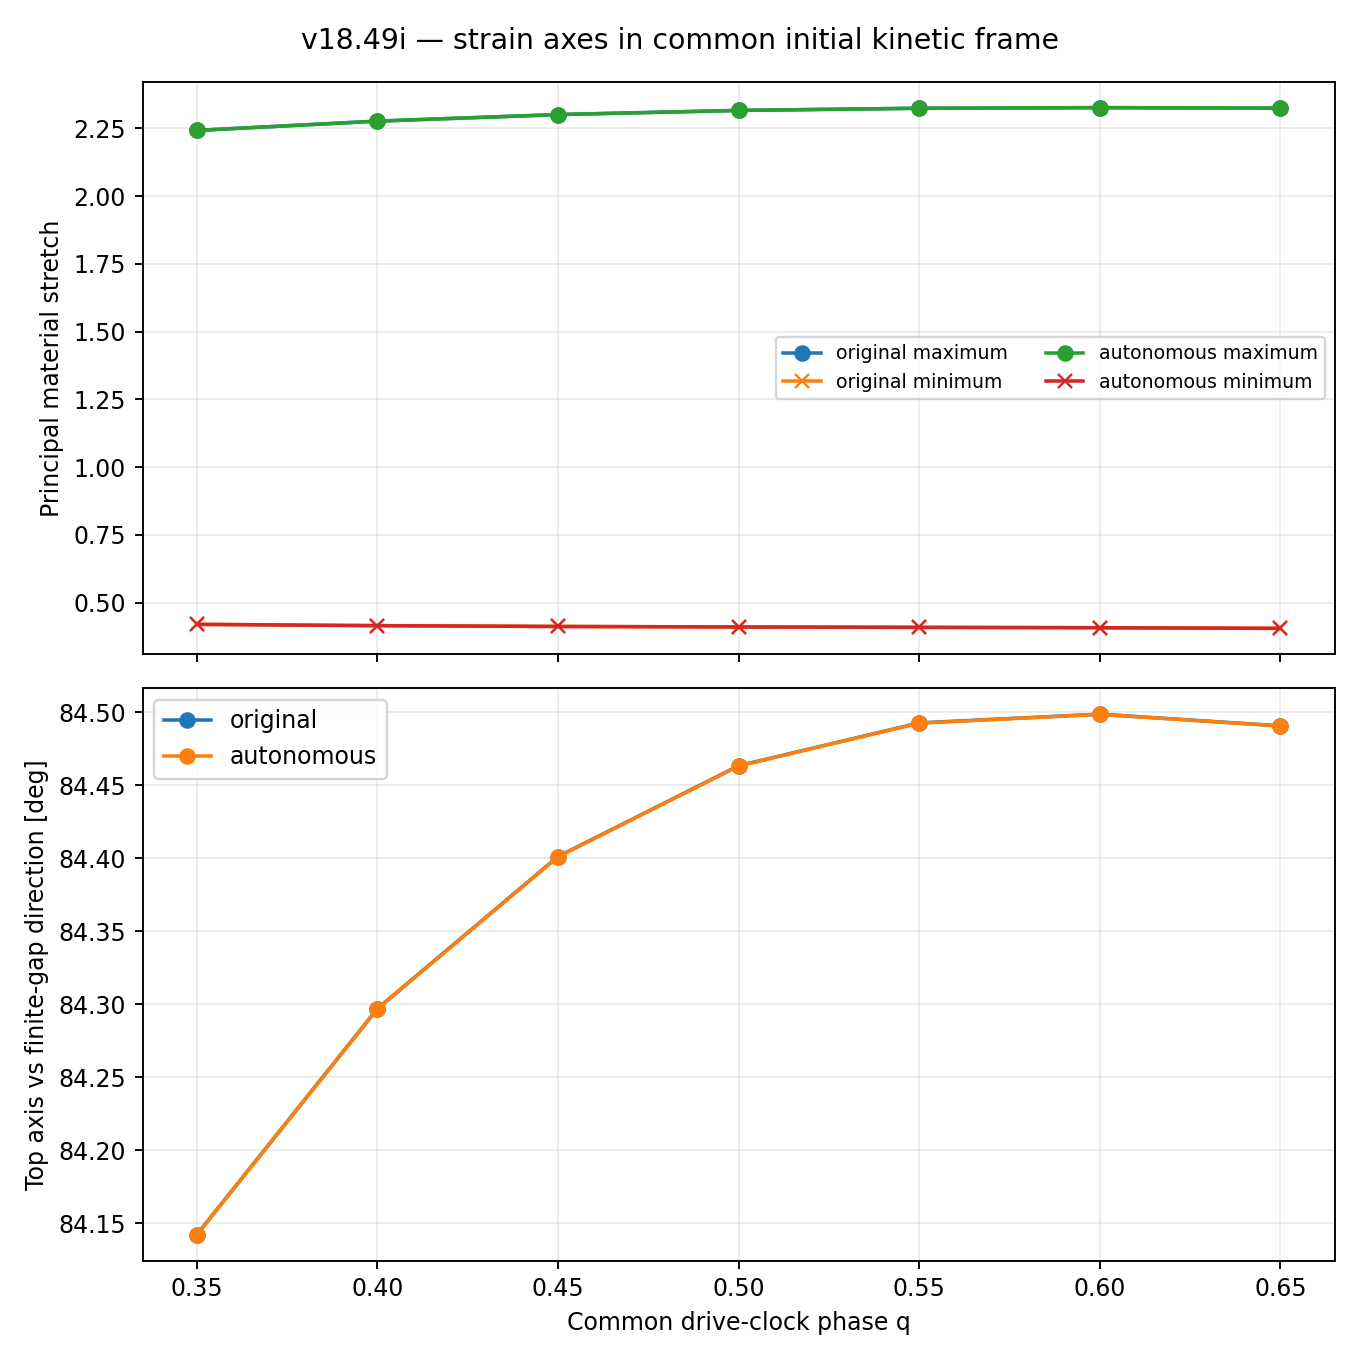 v18.49i — strain axes in common initial kinetic frame
Principal material stretch
2.25
2.00
1.75
1.50
1.25
1.00
0.75
0.50
original maximum
original minimum
autonomous maximum
autonomous minimum
Top axis vs finite-gap direction [deg]
84.50
84.45
84.40
84.35
84.30
84.25
84.20
84.15
original
autonomous
0.35 0.40 0.45 0.50 0.55 0.60 0.65
Common drive-clock phase q